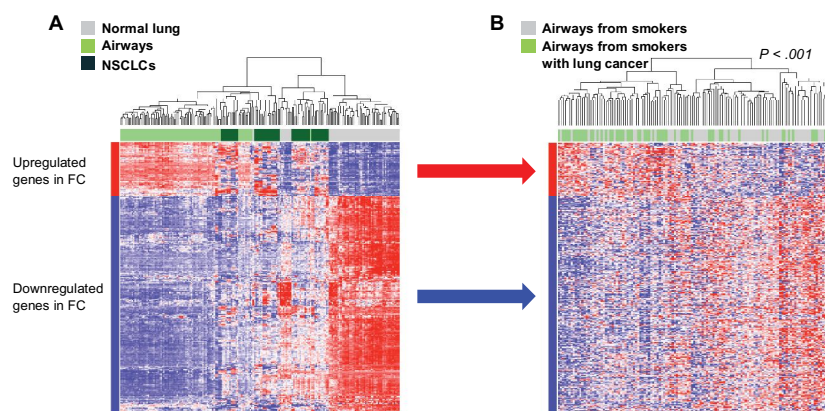 A
Normal lung
Airways
NSCLCs
Upregulated
genes in FC
Downregulated
genes in FC
B
Airways from smokers
Airways from smokers
with lung cancer
P < .001